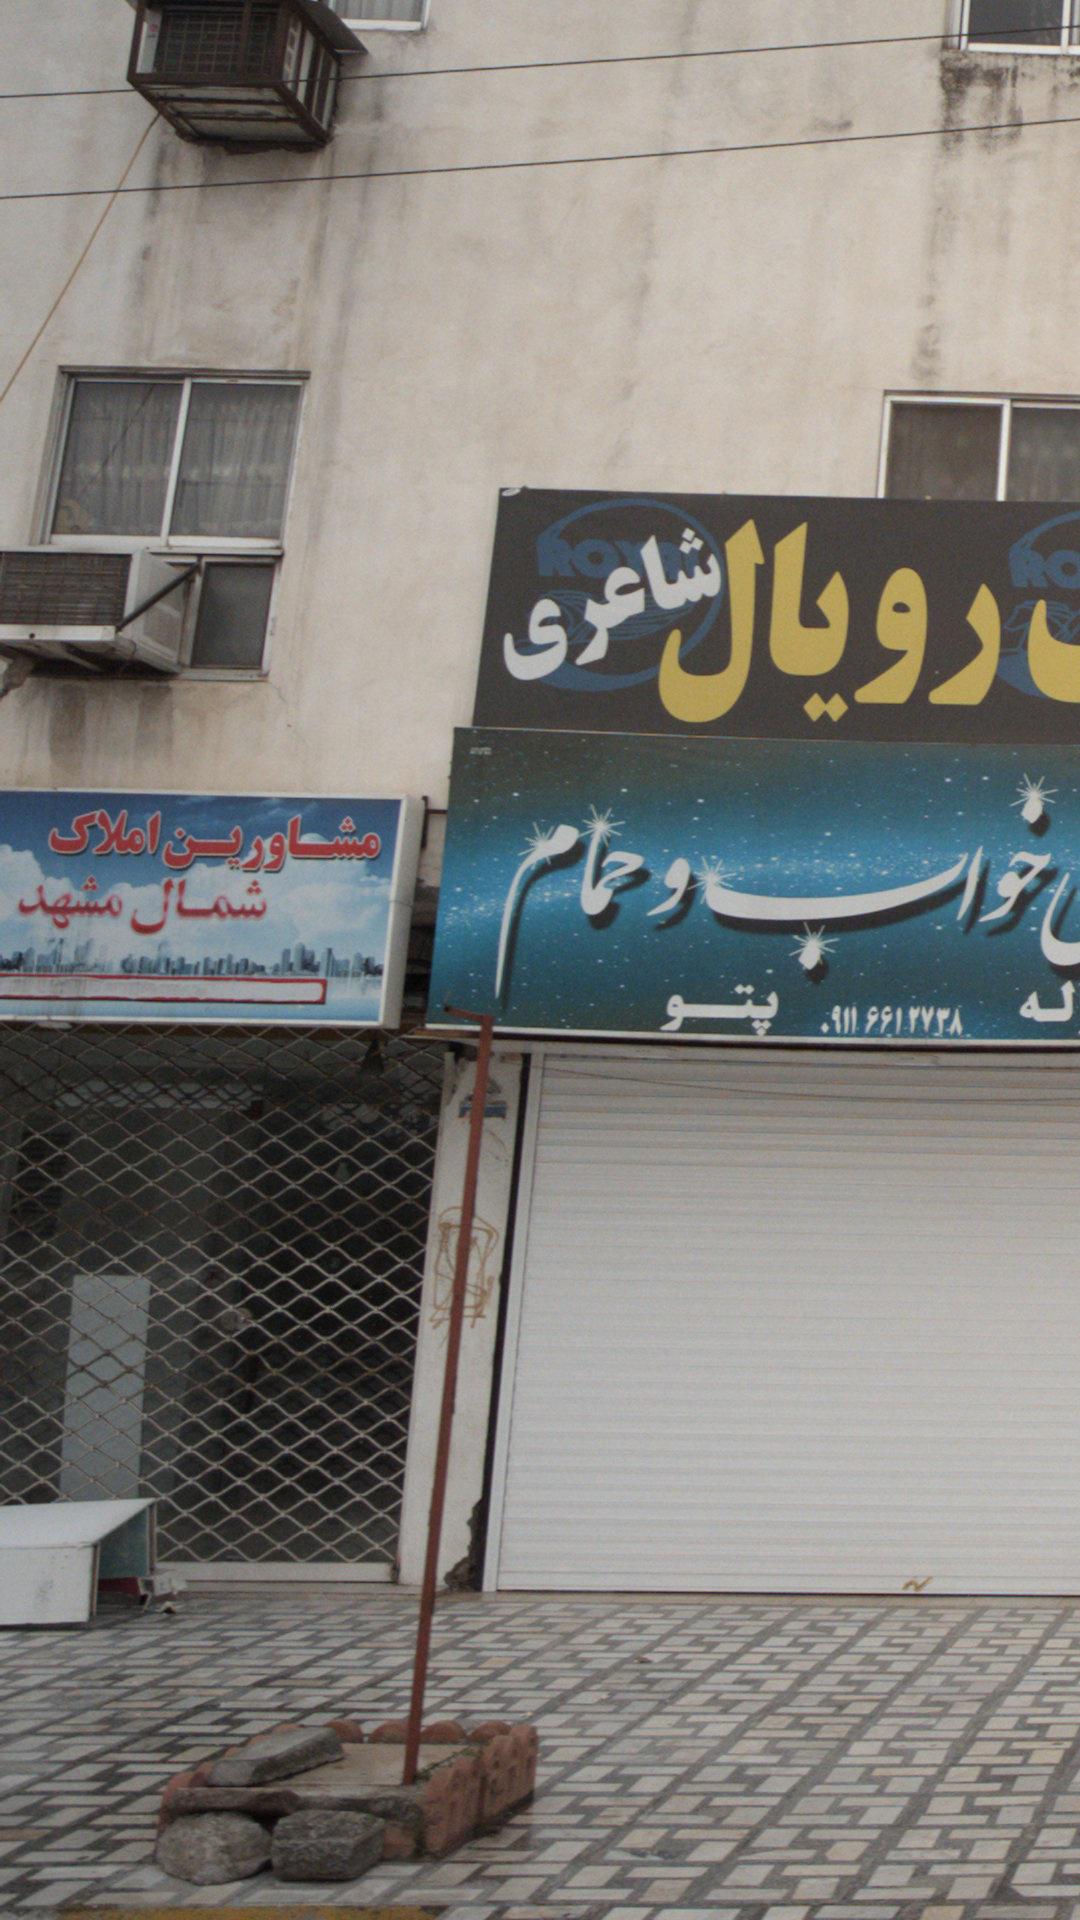 رویال
شاعری
خواب و حمام
پتو
۰۹۱۱ ۶۶۱ ۲۷۳۸
مشاورین املاک
شمال مشهد